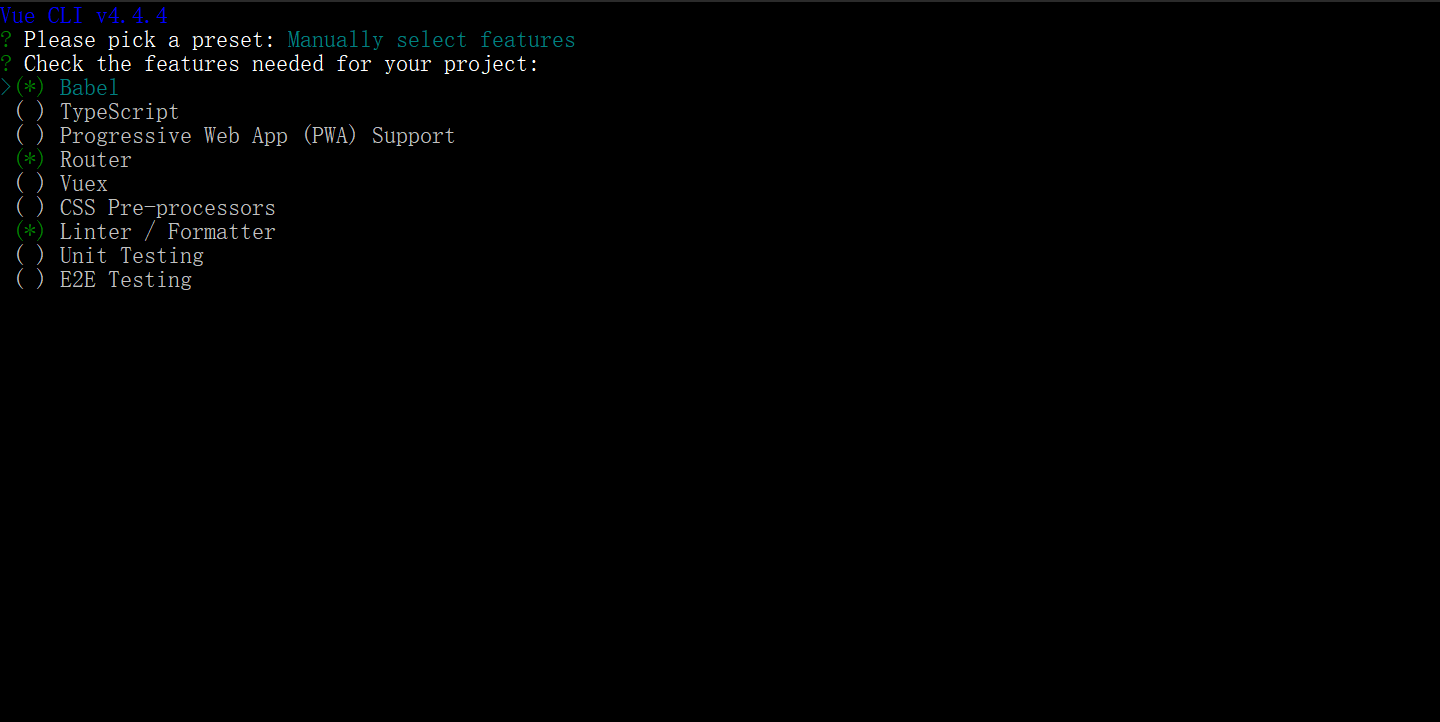 Vue CLI v4.4.4
? Please pick a preset: Manually select features
? Check the features needed for your project:
>(*) Babel
 ( ) TypeScript
 ( ) Progressive Web App (PWA) Support
 (*) Router
 ( ) Vuex
 ( ) CSS Pre-processors
 (*) Linter / Formatter
 ( ) Unit Testing
 ( ) E2E Testing